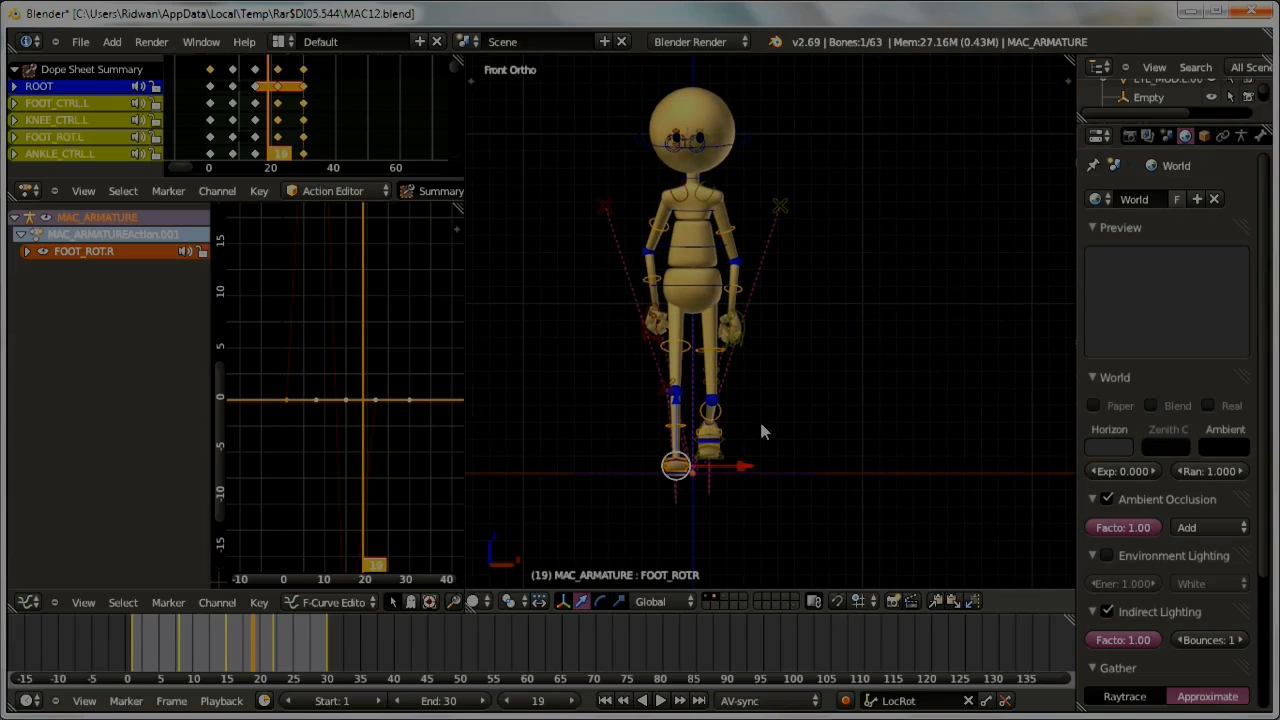 Blender* [C:\Users\Ridwan\AppData\Local\Temp\Rar$DI05.544\MAC12.blend]
File Add Render Window Help Default Scene Blender Render v2.69 | Bones:1/63 | Mem:27.16M (0.43M) | MAC_ARMATURE
Dope Sheet Summary
ROOT
FOOT_CTRL.L
KNEE_CTRL.L
FOOT_ROT.L
ANKLE_CTRL.L
19
0 20 40 60
View Select Marker Channel Key Action Editor Summary
MAC_ARMATURE
MAC_ARMATUREAction.001
FOOT_ROT.R
15
10
5
0
-5
-10
-15
19
-10 0 10 20 30 40
View Select Marker Channel Key F-Curve Edito
Front Ortho
(19) MAC_ARMATURE : FOOT_ROT.R
Global
View Search All Scene
Empty
World
World F
Preview
World
Paper Blend Real
Horizon Zenith C Ambient
Exp: 0.000 Ran: 1.000
Ambient Occlusion
Facto: 1.00 Add
Environment Lighting
Ener: 1.000 White
Indirect Lighting
Facto: 1.00 Bounces: 1
Gather
Raytrace Approximate
-15 -10 -5 0 5 10 15 20 25 30 35 40 45 50 55 60 65 70 75 80 85 90 95 100 105 110 115 120 125 130 135
View Marker Frame Playback Start: 1 End: 30 19 AV-sync LocRot